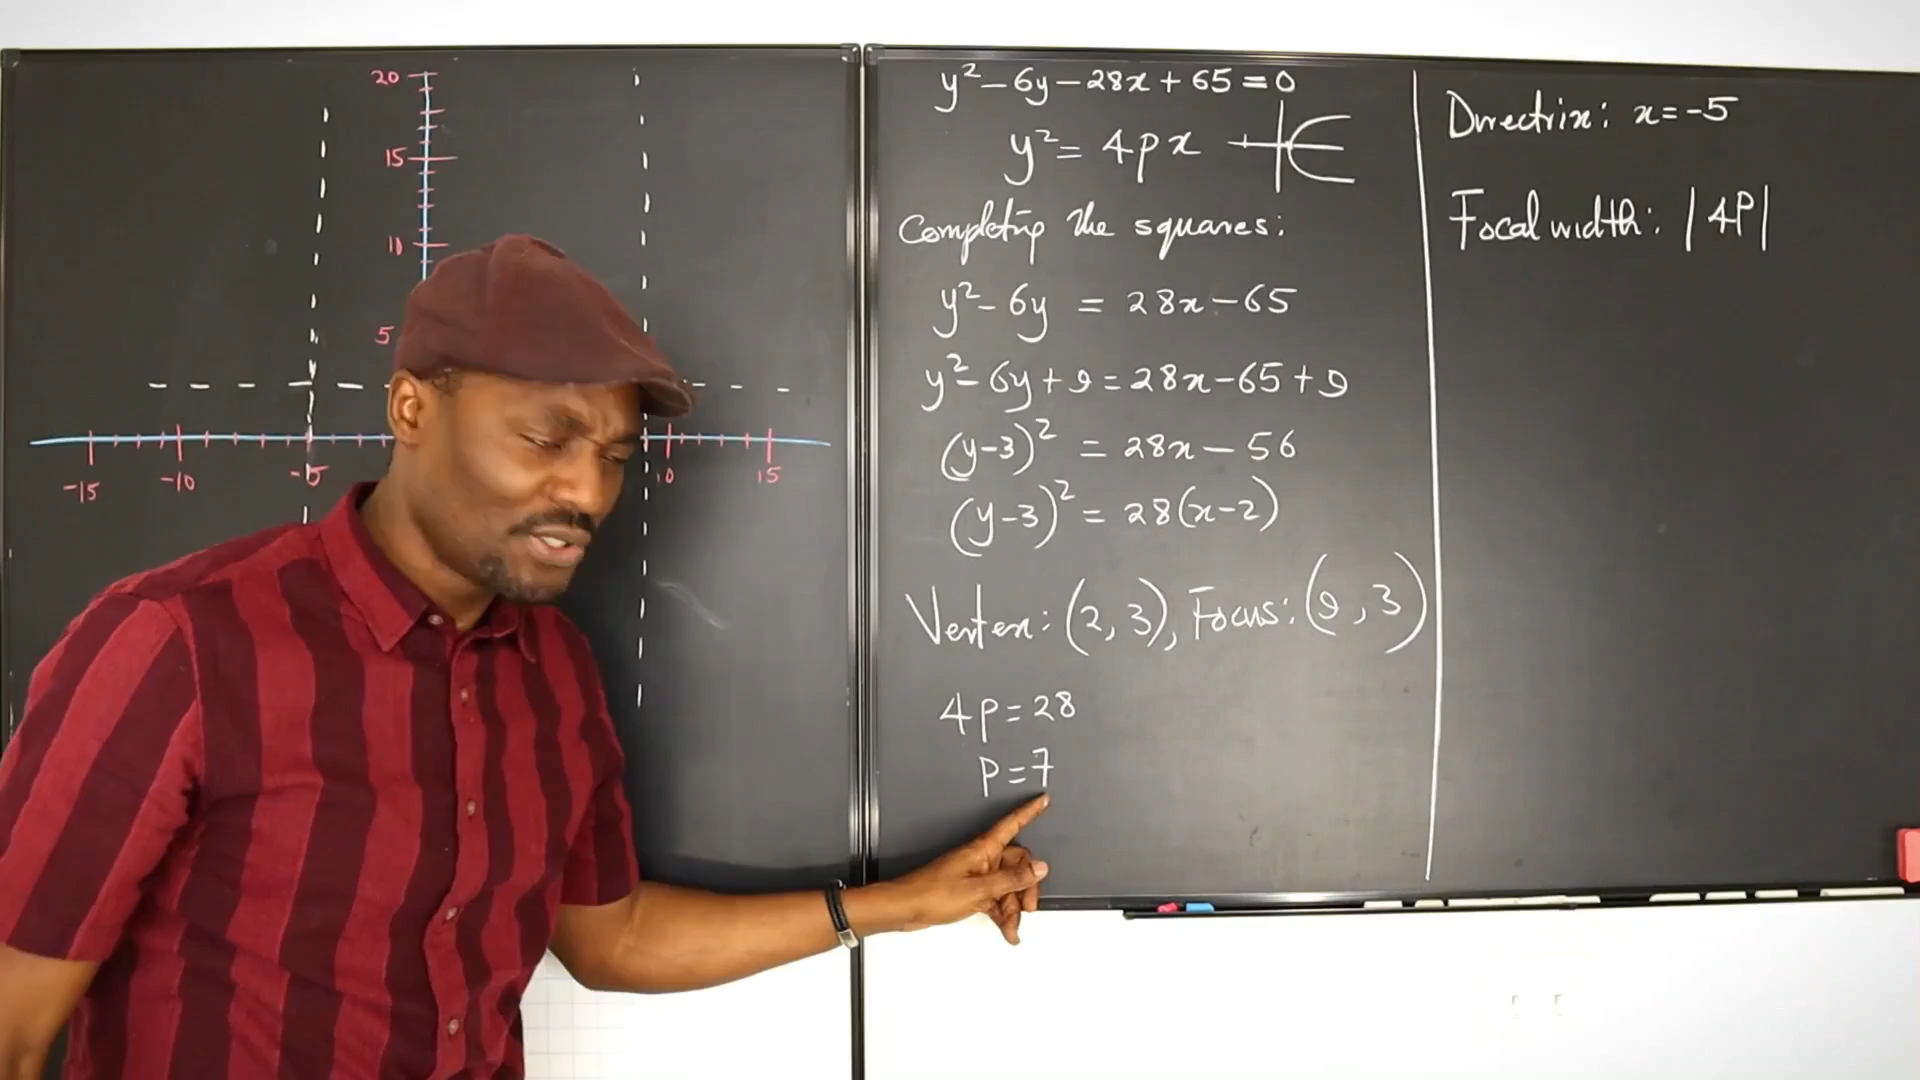 20
15
10
5
-15 -10 -5 10 15
y² - 6y - 28x + 65 = 0
y² = 4px
Completing the squares:
y² - 6y = 28x - 65
y² - 6y + 9 = 28x - 65 + 9
(y-3)² = 28x - 56
(y-3)² = 28(x-2)
Vertex: (2, 3), Focus: (9, 3)
4p = 28
P = 7
Directrix: x = -5
Focal width: |4P|